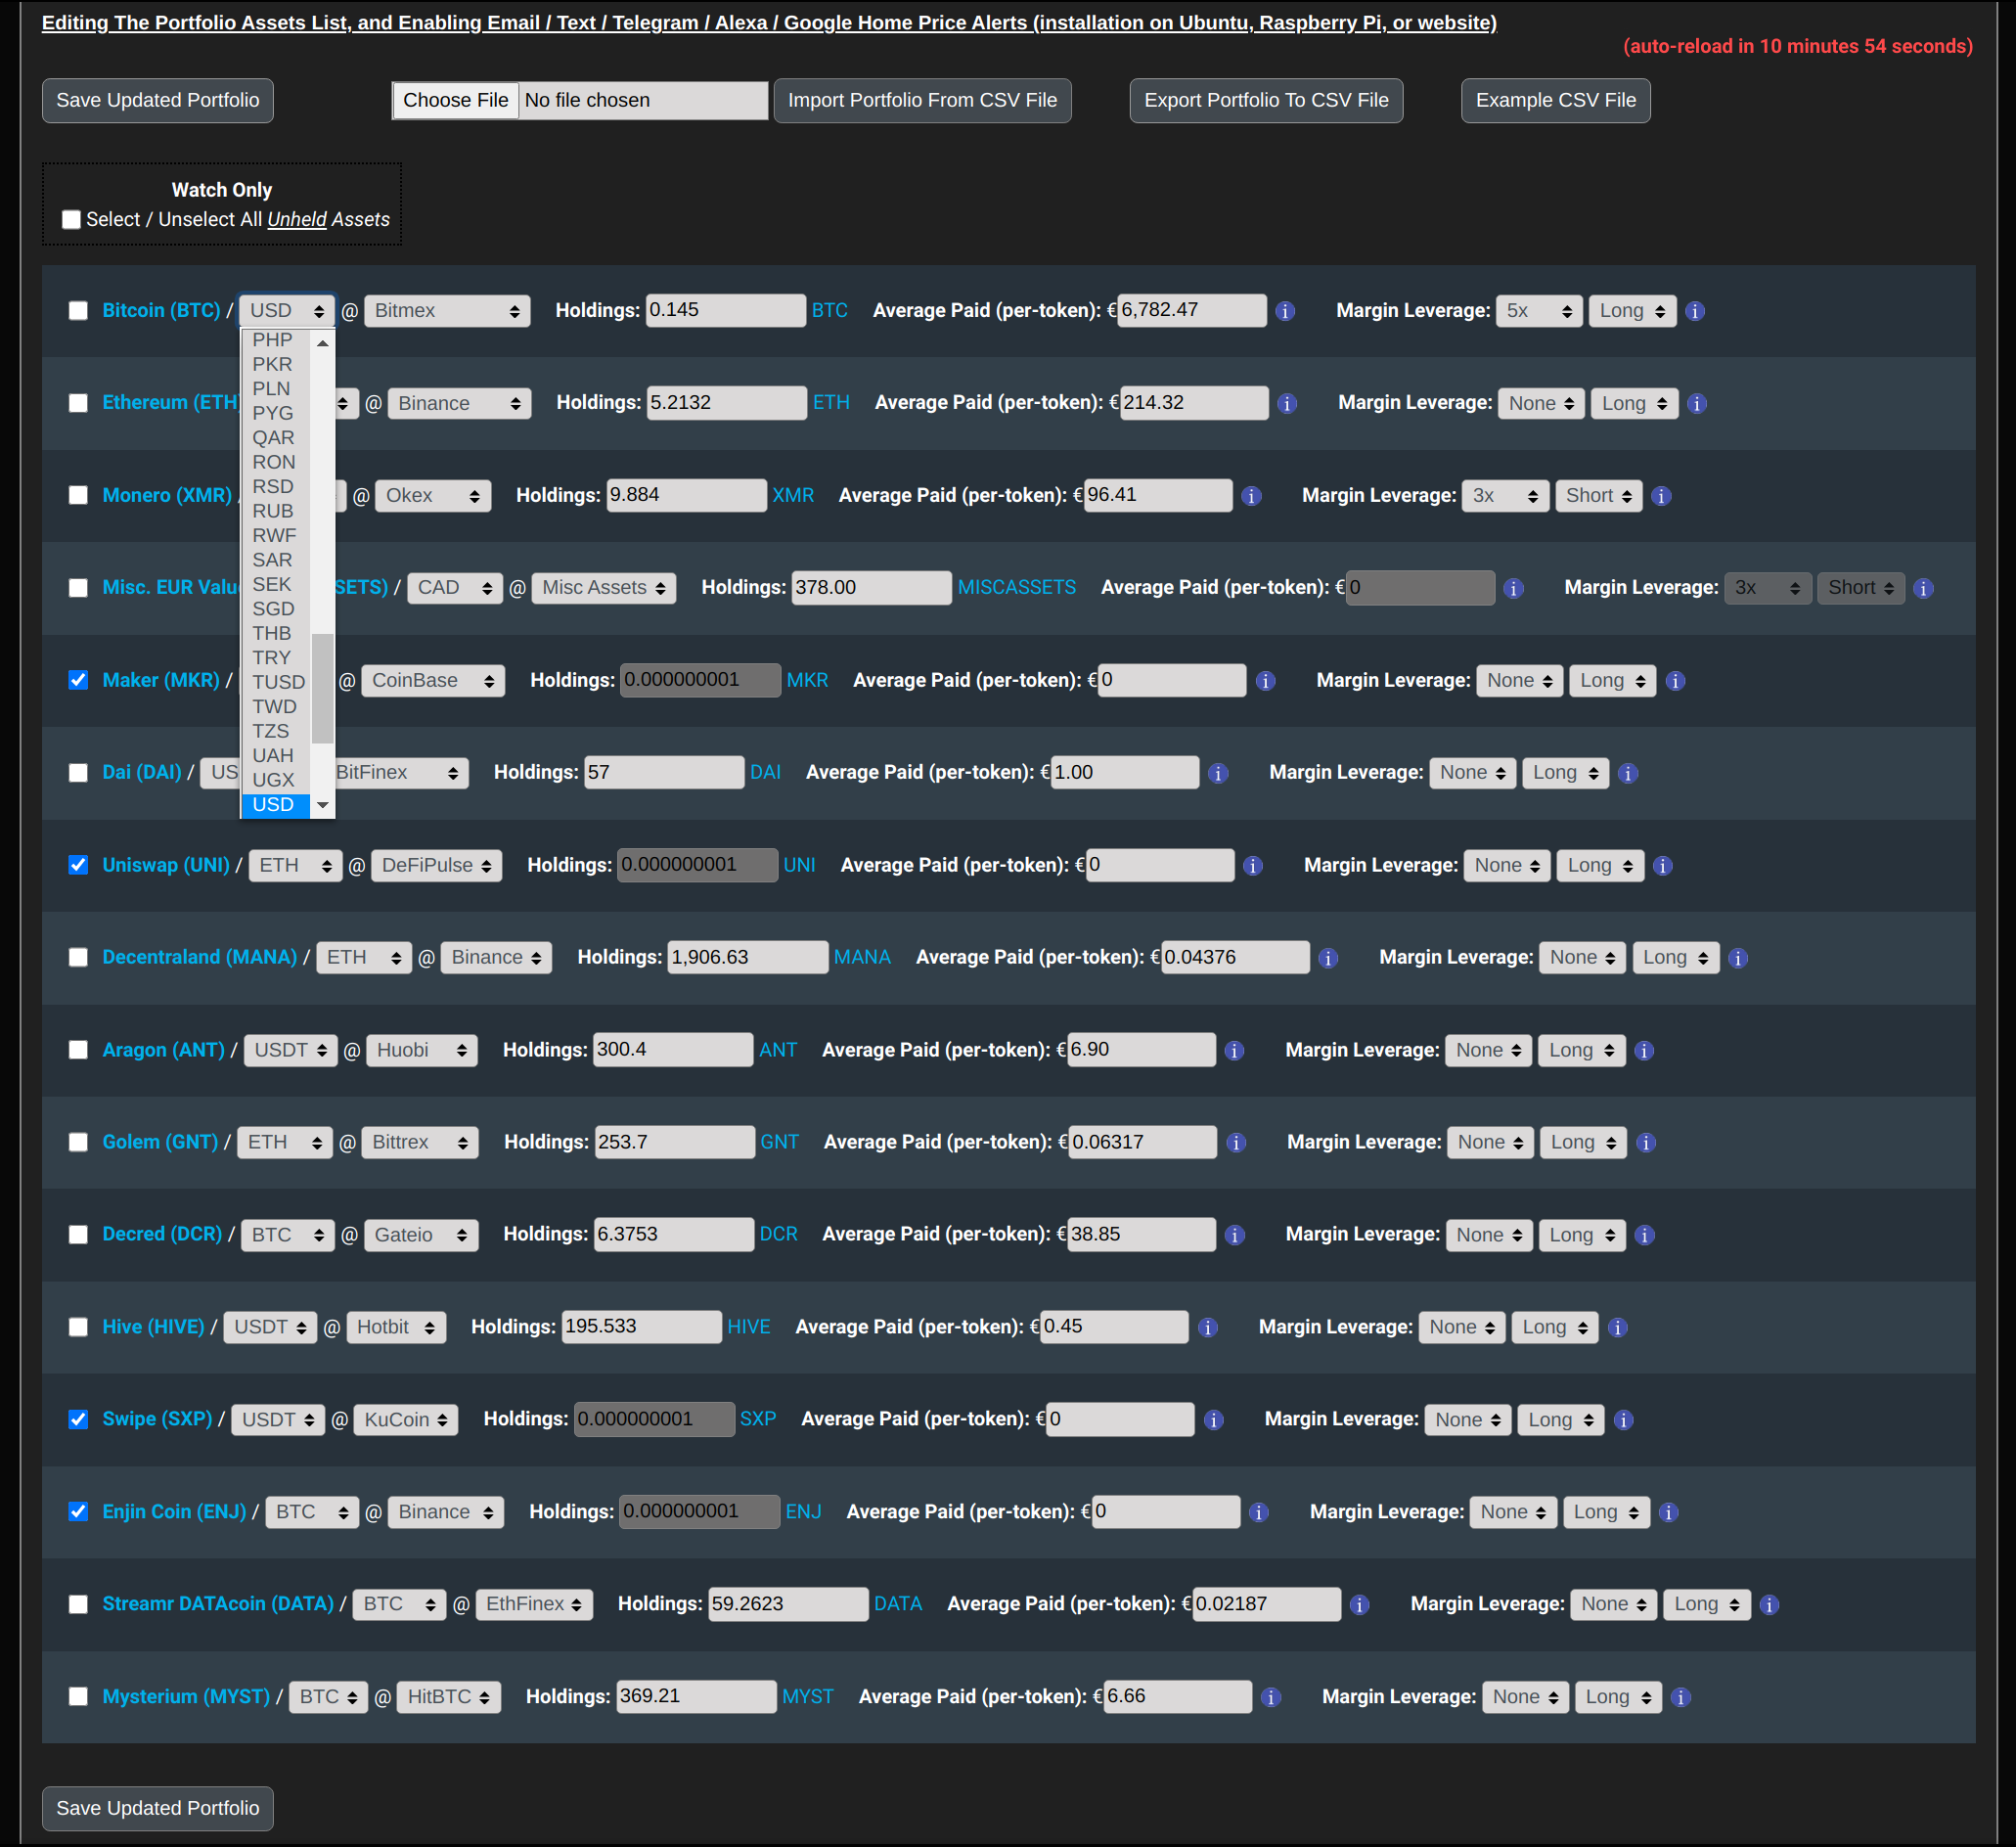 Editing The Portfolio Assets List, and Enabling Email / Text / Telegram / Alexa / Google Home Price Alerts (installation on Ubuntu, Raspberry Pi, or website)
(auto-reload in 10 minutes 54 seconds)
Save Updated Portfolio Choose File No file chosen Import Portfolio From CSV File Export Portfolio To CSV File Example CSV File
Watch Only
Select / Unselect All Unheld Assets
Bitcoin (BTC) / USD @ Bitmex Holdings: 0.145 BTC Average Paid (per-token): €6,782.47 i Margin Leverage: 5x Long i
PHP
PKR
PLN
PYG
QAR
RON
RSD
RUB
RWF
SAR
SEK
SGD
THB
TRY
TUSD
TWD
TZS
UAH
UGX
USD
Ethereum (ETH) @ Binance Holdings: 5.2132 ETH Average Paid (per-token): €214.32 i Margin Leverage: None Long i
Monero (XMR) / @ Okex Holdings: 9.884 XMR Average Paid (per-token): €96.41 i Margin Leverage: 3x Short i
Misc. EUR Valu SETS) / CAD @ Misc Assets Holdings: 378.00 MISCASSETS Average Paid (per-token): €0 i Margin Leverage: 3x Short i
Maker (MKR) / @ CoinBase Holdings: 0.000000001 MKR Average Paid (per-token): €0 i Margin Leverage: None Long i
Dai (DAI) / US BitFinex Holdings: 57 DAI Average Paid (per-token): €1.00 i Margin Leverage: None Long i
Uniswap (UNI) / ETH @ DeFiPulse Holdings: 0.000000001 UNI Average Paid (per-token): €0 i Margin Leverage: None Long i
Decentraland (MANA) / ETH @ Binance Holdings: 1,906.63 MANA Average Paid (per-token): €0.04376 i Margin Leverage: None Long i
Aragon (ANT) / USDT @ Huobi Holdings: 300.4 ANT Average Paid (per-token): €6.90 i Margin Leverage: None Long i
Golem (GNT) / ETH @ Bittrex Holdings: 253.7 GNT Average Paid (per-token): €0.06317 i Margin Leverage: None Long i
Decred (DCR) / BTC @ Gateio Holdings: 6.3753 DCR Average Paid (per-token): €38.85 i Margin Leverage: None Long i
Hive (HIVE) / USDT @ Hotbit Holdings: 195.533 HIVE Average Paid (per-token): €0.45 i Margin Leverage: None Long i
Swipe (SXP) / USDT @ KuCoin Holdings: 0.000000001 SXP Average Paid (per-token): €0 i Margin Leverage: None Long i
Enjin Coin (ENJ) / BTC @ Binance Holdings: 0.000000001 ENJ Average Paid (per-token): €0 i Margin Leverage: None Long i
Streamr DATAcoin (DATA) / BTC @ EthFinex Holdings: 59.2623 DATA Average Paid (per-token): €0.02187 i Margin Leverage: None Long i
Mysterium (MYST) / BTC @ HitBTC Holdings: 369.21 MYST Average Paid (per-token): €6.66 i Margin Leverage: None Long i
Save Updated Portfolio